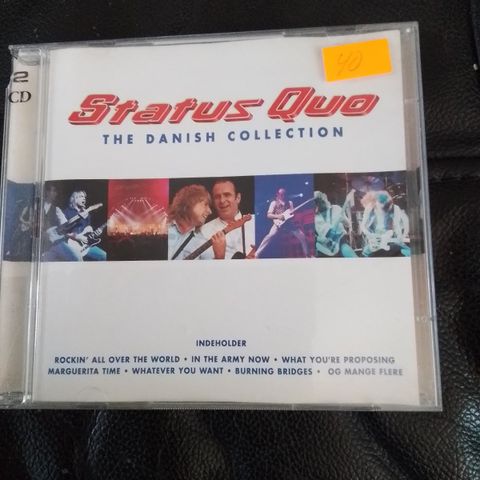 40
2
CD
Status Quo
THE DANISH COLLECTION
INDEHOLDER
ROCKIN' ALL OVER THE WORLD • IN THE ARMY NOW • WHAT YOU'RE PROPOSING
MARGUERITA TIME • WHATEVER YOU WANT • BURNING BRIDGES • OG MANGE FLERE